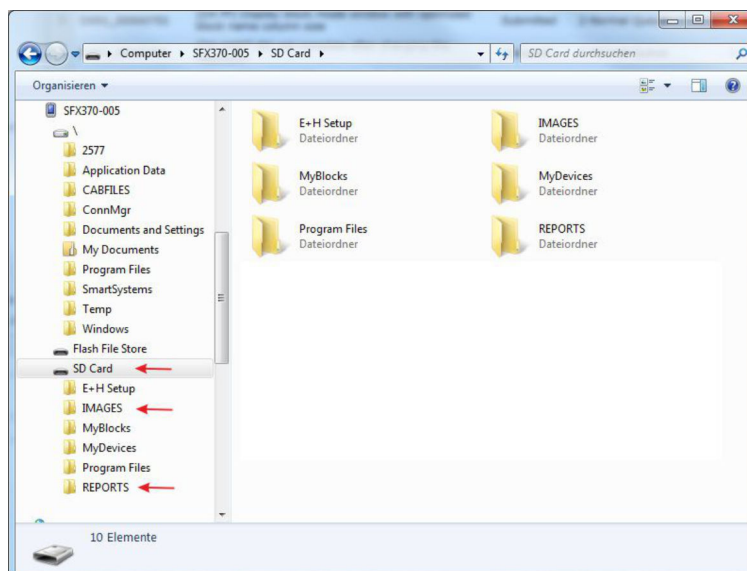 Computer ▸ SFX370-005 ▸ SD Card ▸
SD Card durchsuchen
Organisieren
SFX370-005
\
2577
Application Data
CABFILES
ConnMgr
Documents and Settings
My Documents
Program Files
SmartSystems
Temp
Windows
Flash File Store
SD Card
E+H Setup
IMAGES
MyBlocks
MyDevices
Program Files
REPORTS
E+H Setup
Dateiordner
IMAGES
Dateiordner
MyBlocks
Dateiordner
MyDevices
Dateiordner
Program Files
Dateiordner
REPORTS
Dateiordner
10 Elemente